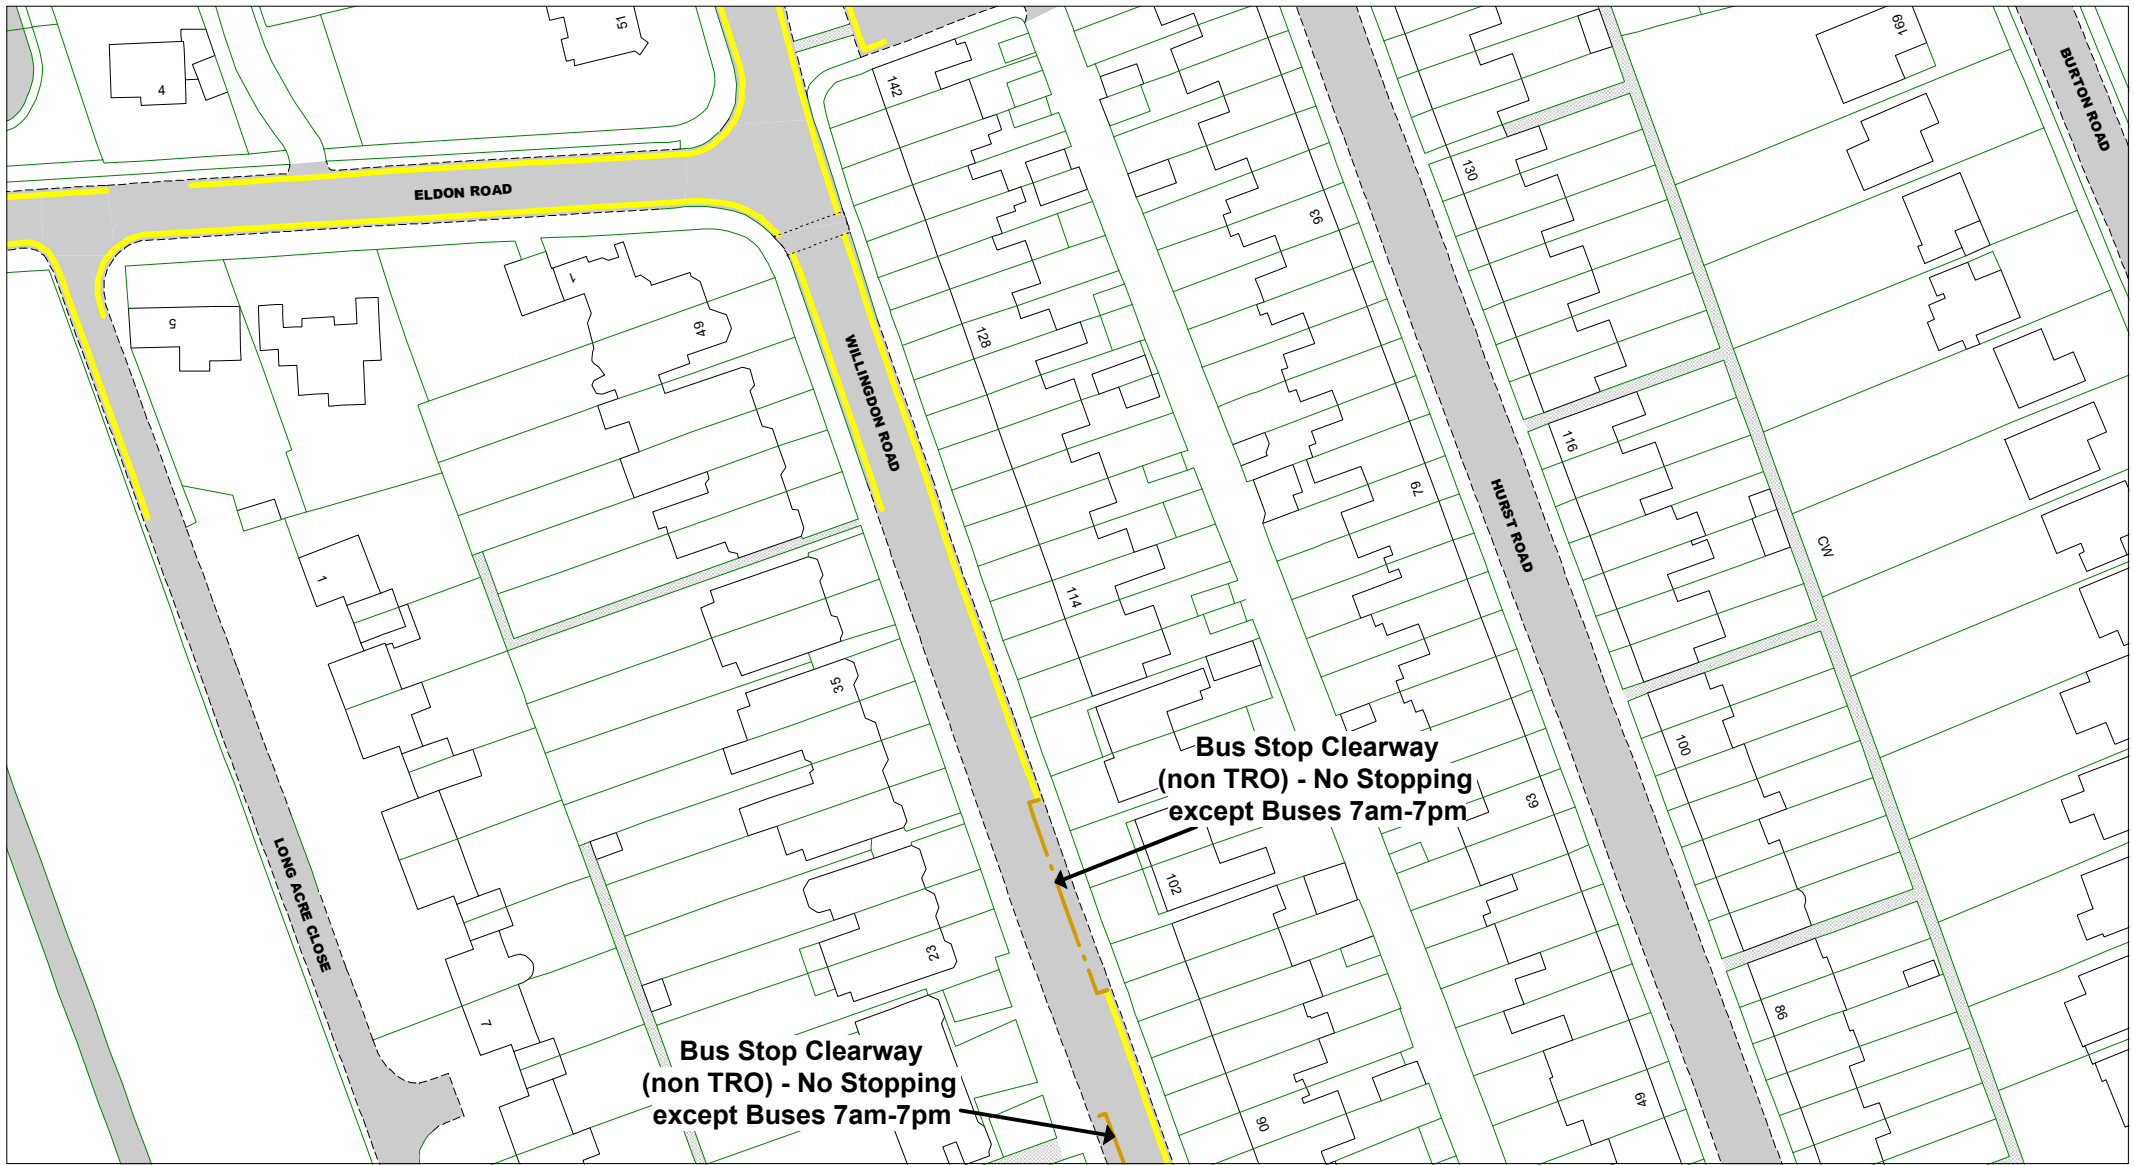 51
4
142
169
BURTON ROAD
ELDON ROAD
130
93
1
5
49
128
WILLINGDON ROAD
116
79
HURST ROAD
CW
1
114
35
100
Bus Stop Clearway
(non TRO) - No Stopping
except Buses 7am-7pm
63
LONG ACRE CLOSE
102
23
7
98
Bus Stop Clearway
(non TRO) - No Stopping
except Buses 7am-7pm
49
90